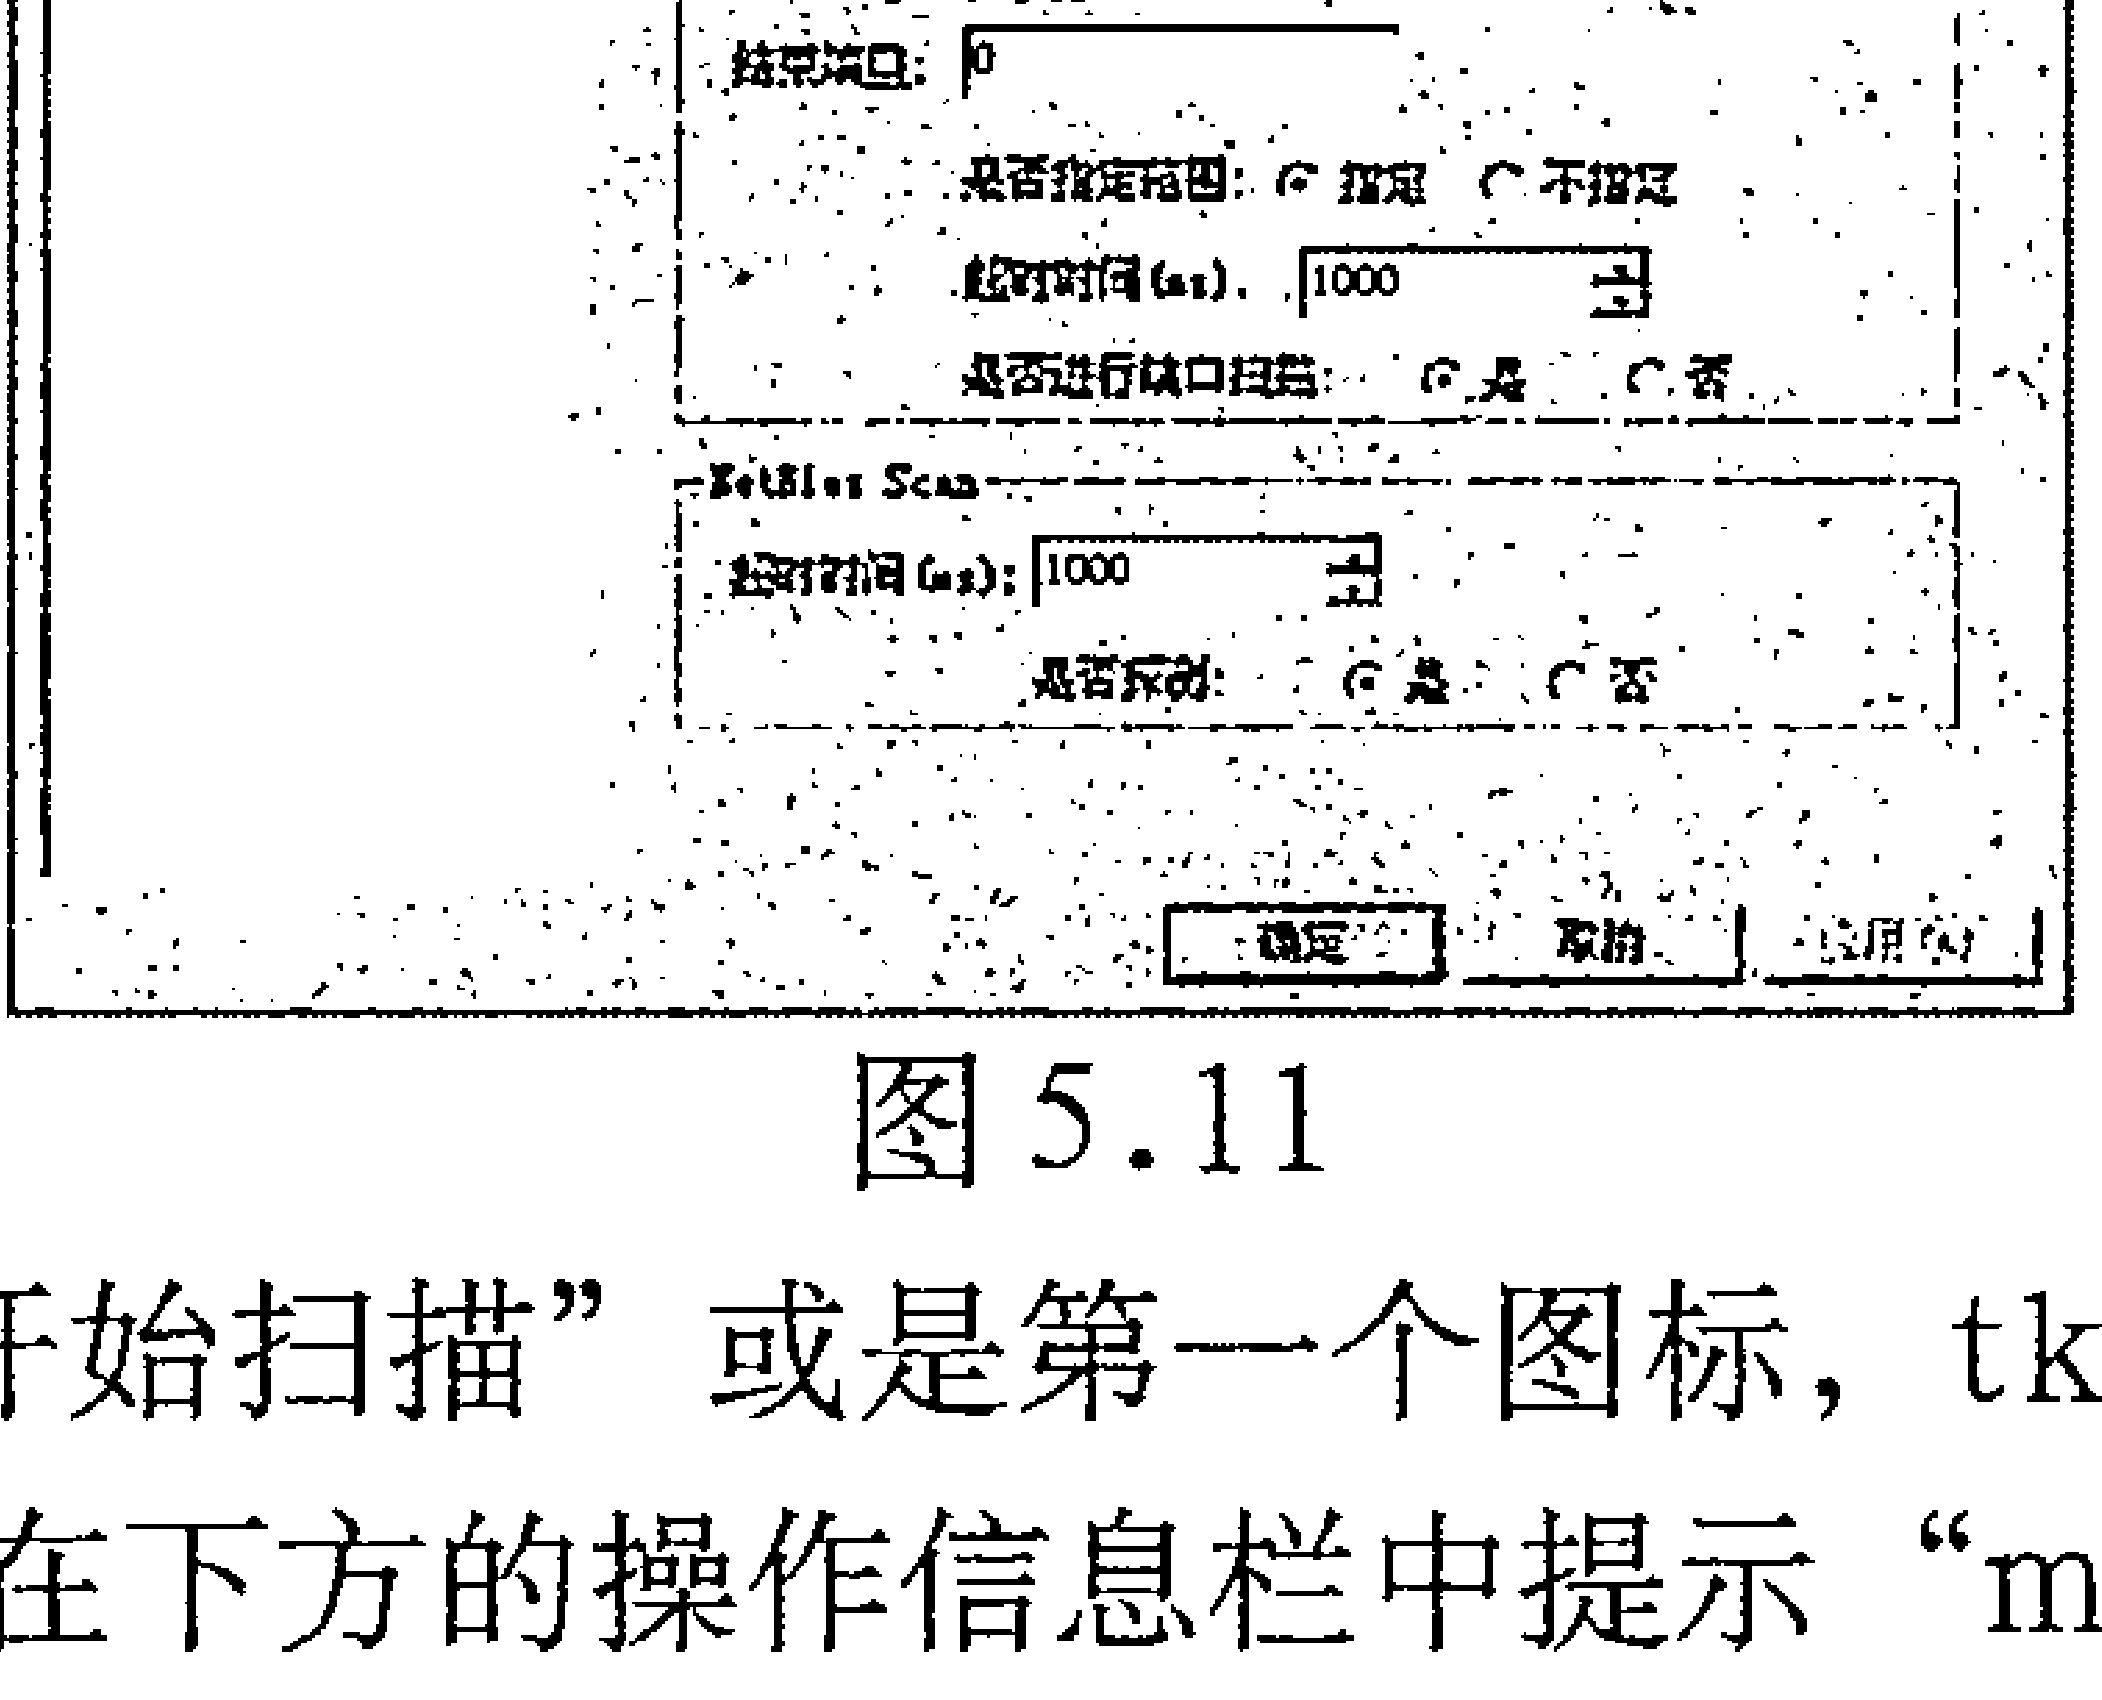 结束端口: 0
是否指定范围: 指定 不指定
超时时间(ms): 1000
是否进行端口扫描: 是 否
NetBios Scan
超时时间(ms): 1000
是否探测: 是 否
确定 取消 应用(A)
图 5.11
开始扫描” 或是第一个图标, tk
在下方的操作信息栏中提示 “m